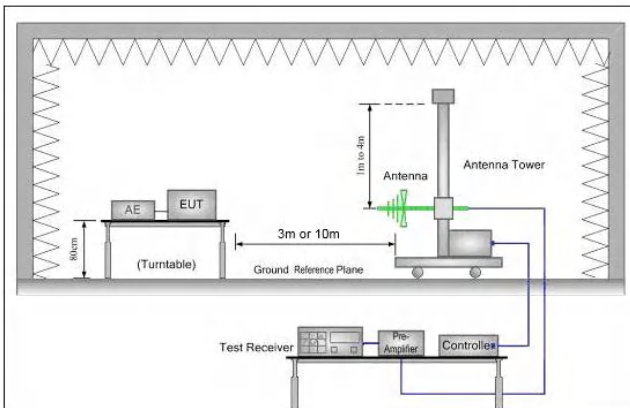 1m to 4m
Antenna
Antenna Tower
AE
EUT
3m or 10m
80cm
(Turntable)
Ground Reference Plane
Test Receiver
Pre-
Amplifier
Controller